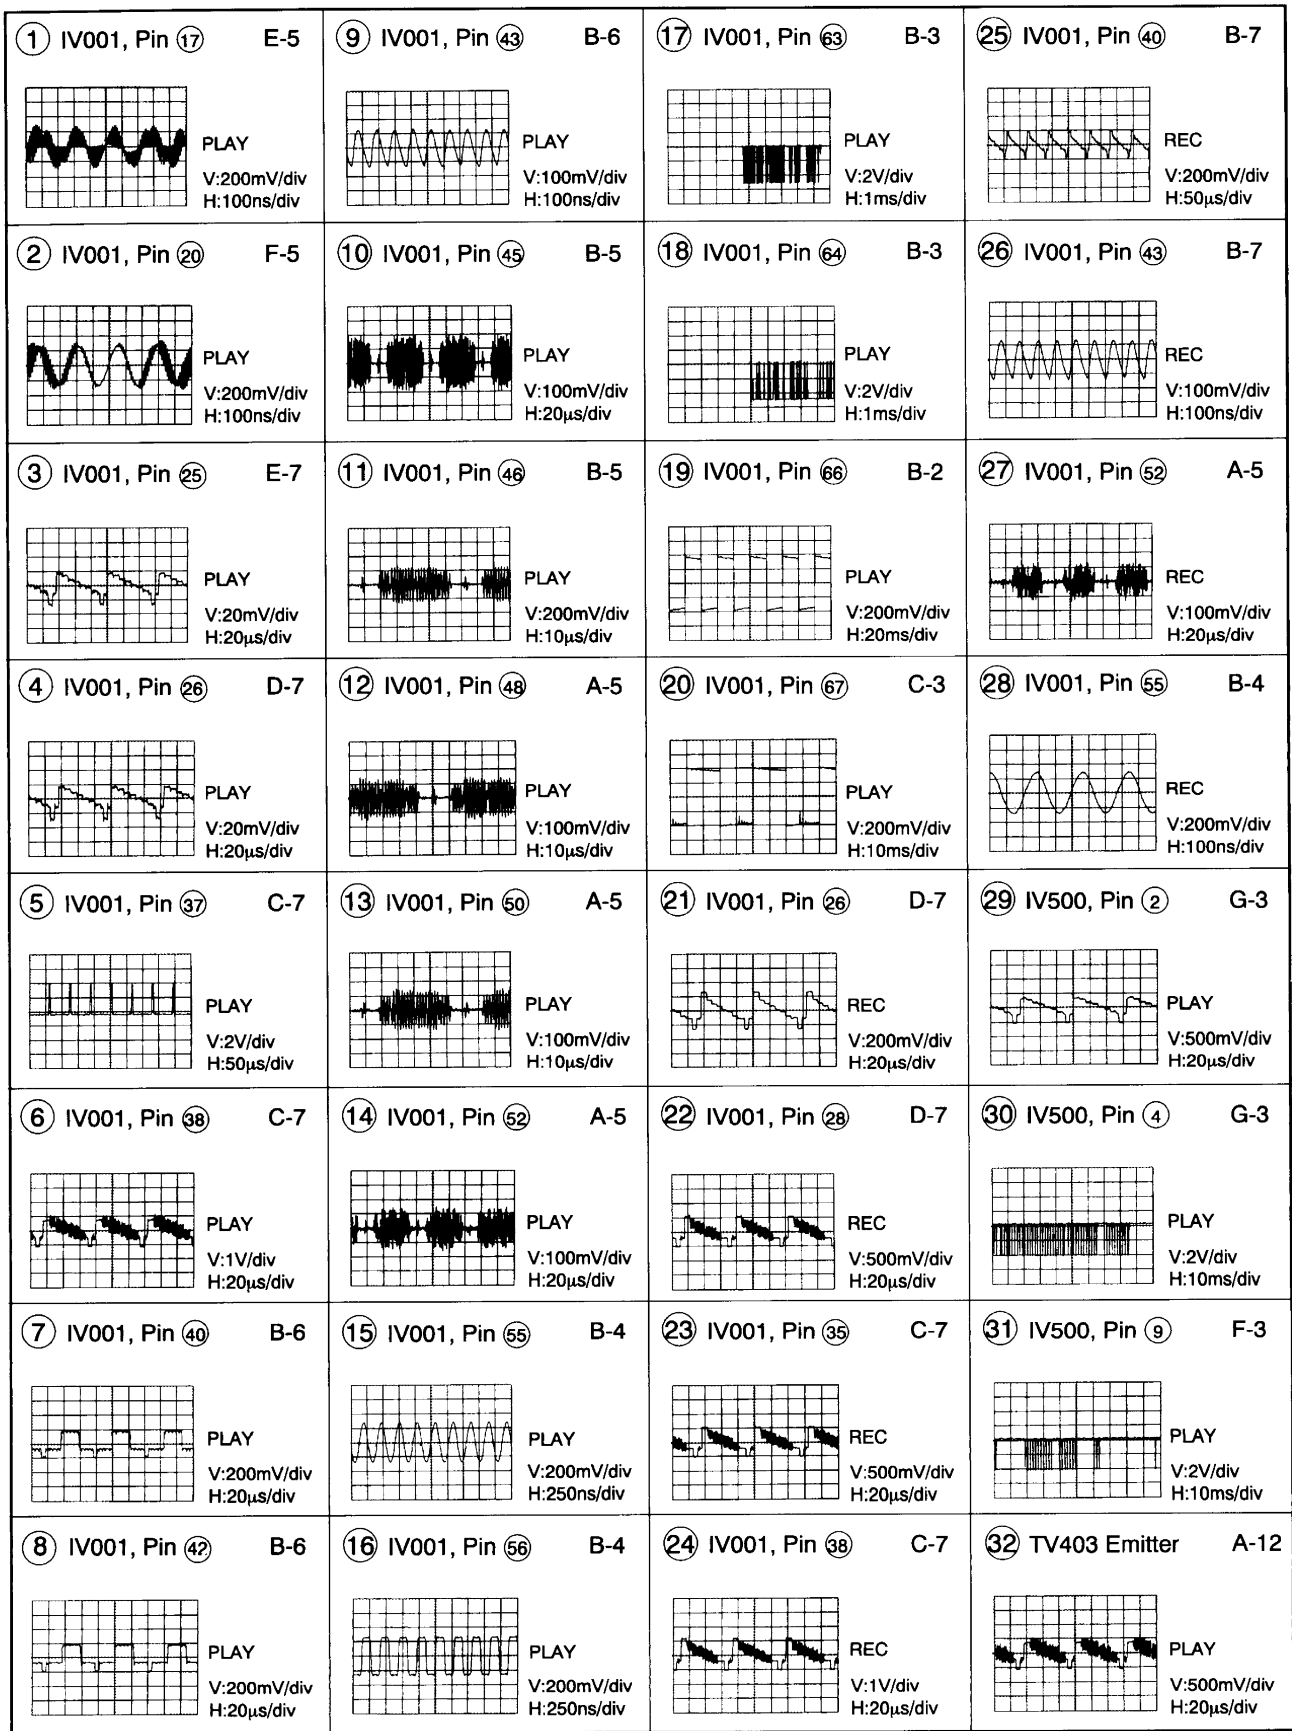 ① IV001, Pin ⑰ E-5
PLAY
V:200mV/div
H:100ns/div
② IV001, Pin ⑳ F-5
PLAY
V:200mV/div
H:100ns/div
③ IV001, Pin ㉕ E-7
PLAY
V:20mV/div
H:20µs/div
④ IV001, Pin ㉖ D-7
PLAY
V:20mV/div
H:20µs/div
⑤ IV001, Pin ㊲ C-7
PLAY
V:2V/div
H:50µs/div
⑥ IV001, Pin ㊳ C-7
PLAY
V:1V/div
H:20µs/div
⑦ IV001, Pin ㊵ B-6
PLAY
V:200mV/div
H:20µs/div
⑧ IV001, Pin ㊷ B-6
PLAY
V:200mV/div
H:20µs/div
⑨ IV001, Pin ㊸ B-6
PLAY
V:100mV/div
H:100ns/div
⑩ IV001, Pin ㊺ B-5
PLAY
V:100mV/div
H:20µs/div
⑪ IV001, Pin ㊻ B-5
PLAY
V:200mV/div
H:10µs/div
⑫ IV001, Pin ㊽ A-5
PLAY
V:100mV/div
H:10µs/div
⑬ IV001, Pin ㊿ A-5
PLAY
V:100mV/div
H:10µs/div
⑭ IV001, Pin 52 A-5
PLAY
V:100mV/div
H:20µs/div
⑮ IV001, Pin 55 B-4
PLAY
V:200mV/div
H:250ns/div
⑯ IV001, Pin 56 B-4
PLAY
V:200mV/div
H:250ns/div
⑰ IV001, Pin 63 B-3
PLAY
V:2V/div
H:1ms/div
⑱ IV001, Pin 64 B-3
PLAY
V:2V/div
H:1ms/div
⑲ IV001, Pin 66 B-2
PLAY
V:200mV/div
H:20ms/div
⑳ IV001, Pin 67 C-3
PLAY
V:200mV/div
H:10ms/div
㉑ IV001, Pin ㉖ D-7
REC
V:200mV/div
H:20µs/div
㉒ IV001, Pin ㉘ D-7
REC
V:500mV/div
H:20µs/div
㉓ IV001, Pin ㉟ C-7
REC
V:500mV/div
H:20µs/div
㉔ IV001, Pin ㊳ C-7
REC
V:1V/div
H:20µs/div
㉕ IV001, Pin ㊵ B-7
REC
V:200mV/div
H:50µs/div
㉖ IV001, Pin ㊸ B-7
REC
V:100mV/div
H:100ns/div
㉗ IV001, Pin 52 A-5
REC
V:100mV/div
H:20µs/div
㉘ IV001, Pin 55 B-4
REC
V:200mV/div
H:100ns/div
㉙ IV500, Pin ② G-3
PLAY
V:500mV/div
H:20µs/div
㉚ IV500, Pin ④ G-3
PLAY
V:2V/div
H:10ms/div
㉛ IV500, Pin ⑨ F-3
PLAY
V:2V/div
H:10ms/div
㉜ TV403 Emitter A-12
PLAY
V:500mV/div
H:20µs/div